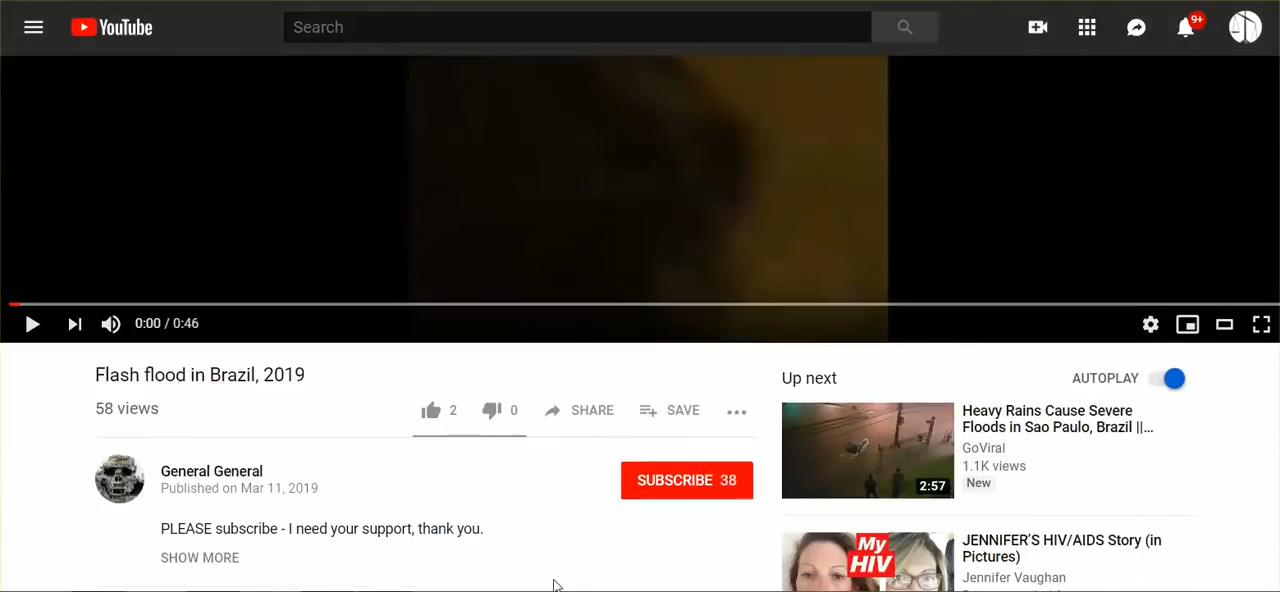 YouTube
Search
9+
0:00 / 0:46
Flash flood in Brazil, 2019
58 views
2
0
SHARE
SAVE
General General
Published on Mar 11, 2019
SUBSCRIBE 38
PLEASE subscribe - I need your support, thank you.
SHOW MORE
Up next
AUTOPLAY
2:57
Heavy Rains Cause Severe
Floods in Sao Paulo, Brazil ||...
GoViral
1.1K views
New
My
HIV
JENNIFER'S HIV/AIDS Story (in
Pictures)
Jennifer Vaughan